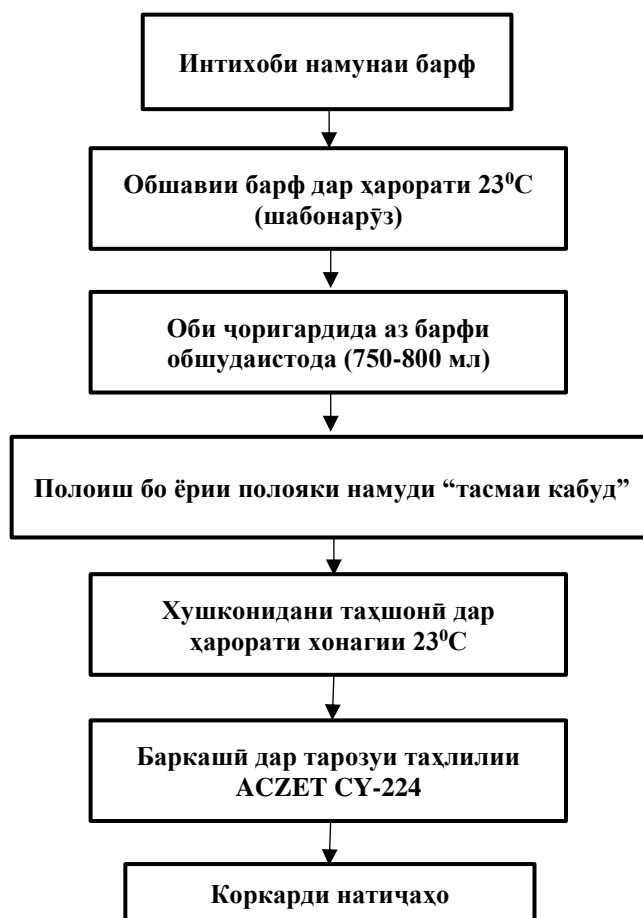 Интихоби намунаи барф
Обшавии барф дар ҳарорати 23⁰С
(шабонарӯз)
Оби ҷоригардида аз барфи
обшудаистода (750-800 мл)
Полоиш бо ёрии полояки намуди “тасмаи кабуд”
Хушконидани таҳшонӣ дар
ҳарорати хонагии 23⁰С
Баркашӣ дар тарозуи таҳлилии
ACZET CY-224
Коркарди натиҷаҳо